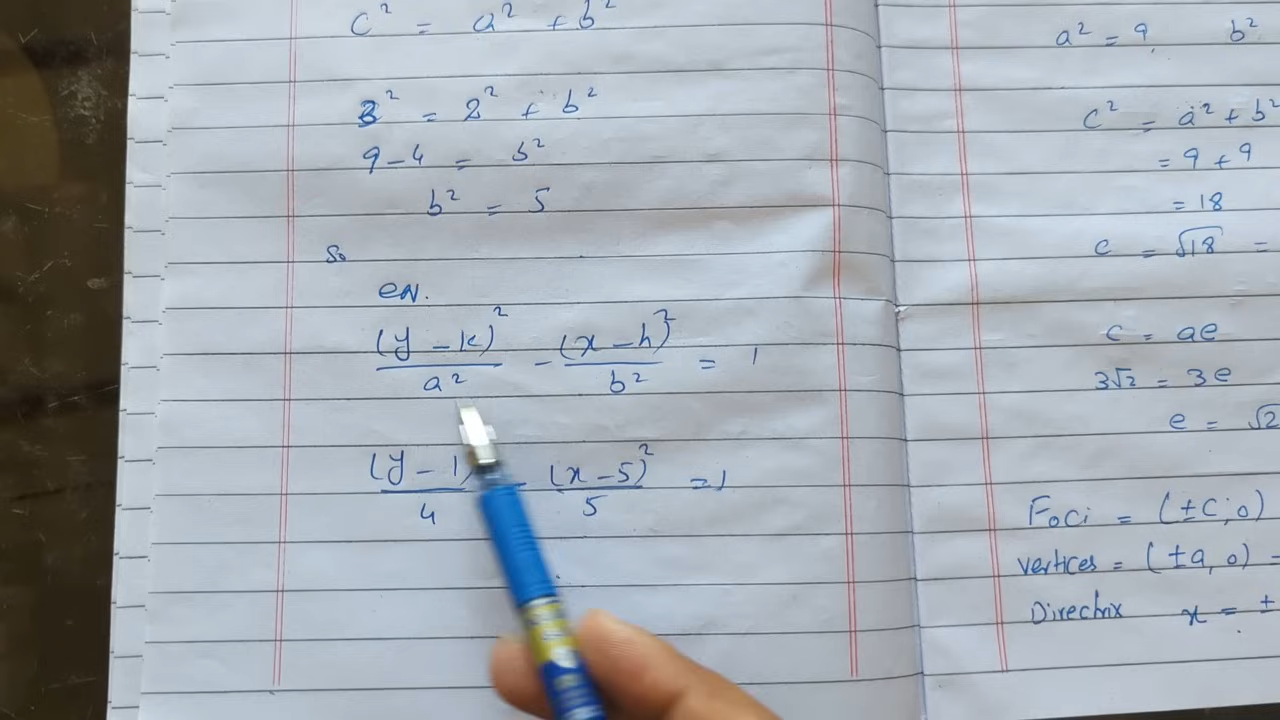 c² = a² + b²
3² = 2² + b²
9 - 4 = b²
b² = 5
So
en.
(y - k)² / a² - (x - h)² / b² = 1
(y - 1) / 4 - (x - 5)² / 5 = 1
a² = 9, b²
c² = a² + b²
= 9 + 9
= 18
c = √18 =
c = ae
3√2 = 3e
e = √2
Foci = (±c, 0)
vertices = (±a, 0) =
Directrix x = ±